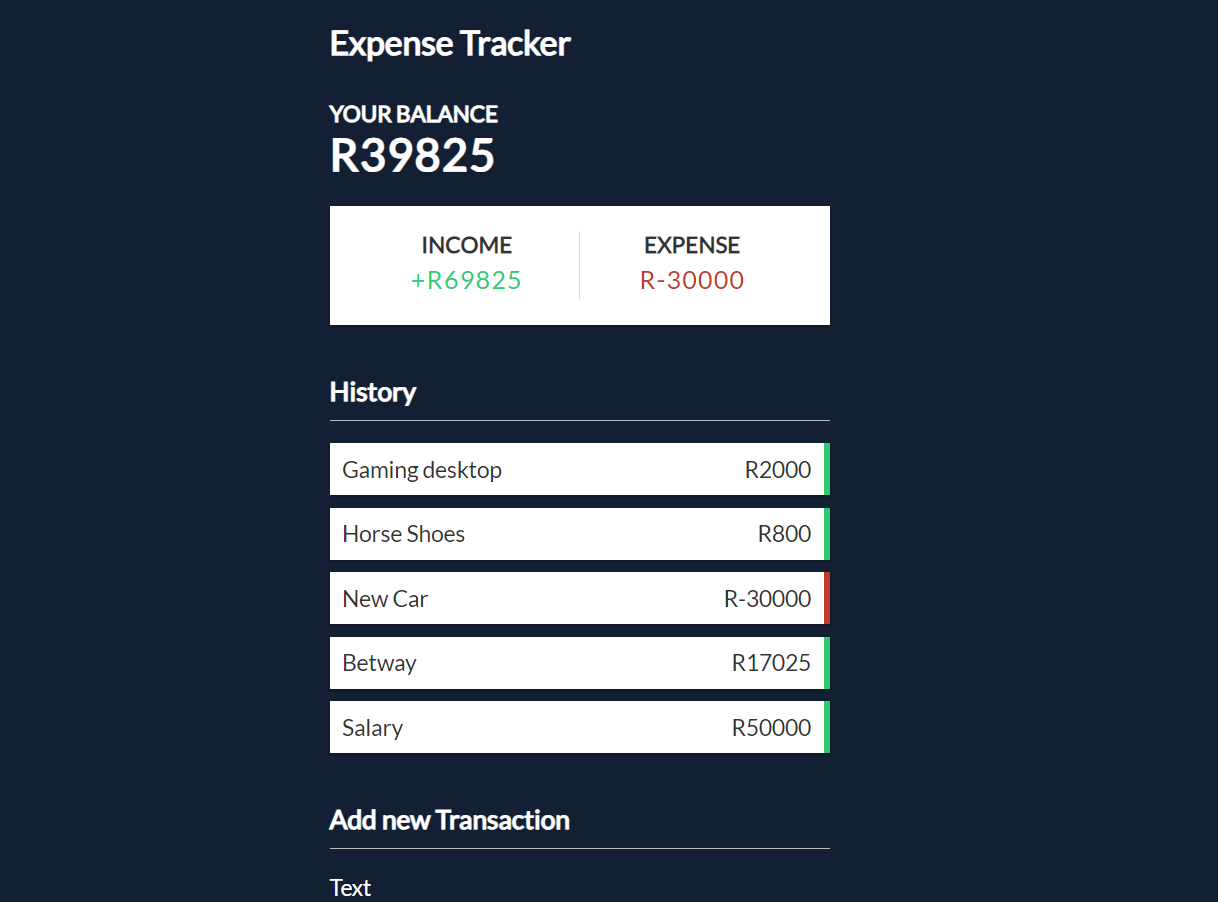 Expense Tracker
YOUR BALANCE
R39825
INCOME EXPENSE
+R69825 R-30000
History
Gaming desktop R2000
Horse Shoes R800
New Car R-30000
Betway R17025
Salary R50000
Add new Transaction
Text